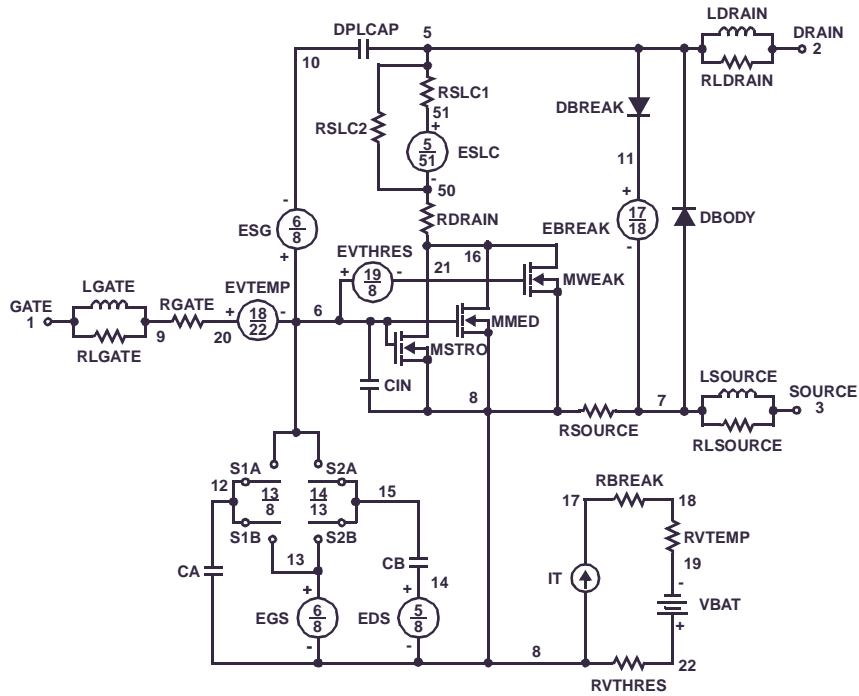 LDRAIN
DPLCAP 5 DRAIN
10 2
RLDRAIN
RSLC1
DBREAK
RSLC2 51
+
5
51 ESLC
- 11
50
- +
6
8 RDRAIN 17
18 DBODY
ESG EBREAK
+ EVTHRES 16 -
+ 19
8 - 21 MWEAK
LGATE EVTEMP
GATE RGATE + 18
22 - 6 MMED
1 9 20 MSTRO
RLGATE LSOURCE
CIN 8 7 SOURCE
3
RSOURCE RLSOURCE
S1A S2A RBREAK
12 13
8 14
13 15 17 18
S1B S2B RVTEMP
13 CB 19
CA IT -
+ + 14 VBAT
EGS 6
8 EDS 5
8 +
- - 8 22
RVTHRES